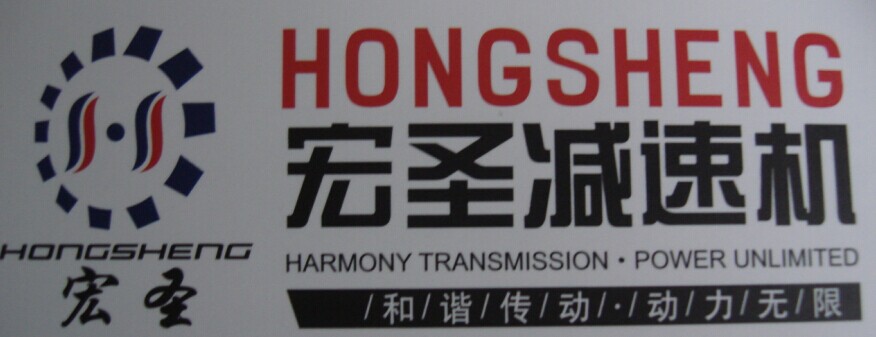 HONGSHENG
宏圣
HONGSHENG
宏圣减速机
HARMONY TRANSMISSION · POWER UNLIMITED
/和/谐/传/动/·/动/力/无/限